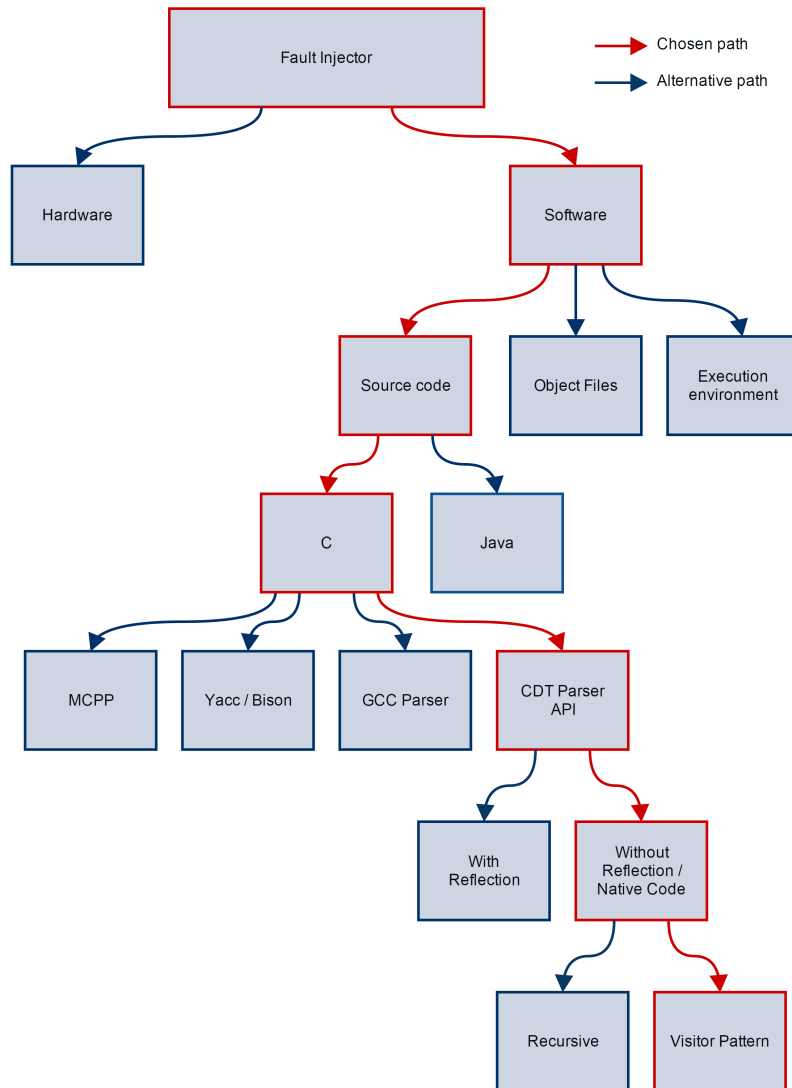 Fault Injector
Chosen path
Alternative path
Hardware
Software
Source code
Object Files
Execution
environment
C
Java
MCPP
Yacc / Bison
GCC Parser
CDT Parser
API
With
Reflection
Without
Reflection /
Native Code
Recursive
Visitor Pattern